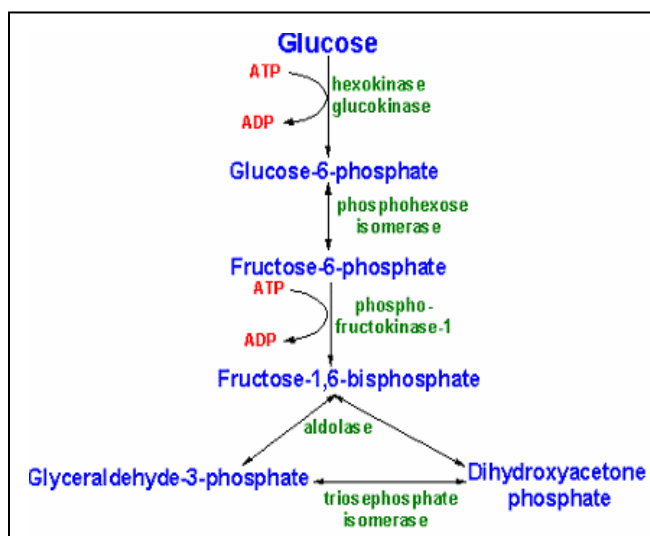 Glucose
ATP
hexokinase
glucokinase
ADP
Glucose-6-phosphate
phosphohexose
isomerase
Fructose-6-phosphate
ATP
phospho-
fructokinase-1
ADP
Fructose-1,6-bisphosphate
aldolase
Glyceraldehyde-3-phosphate
Dihydroxyacetone
phosphate
triosephosphate
isomerase